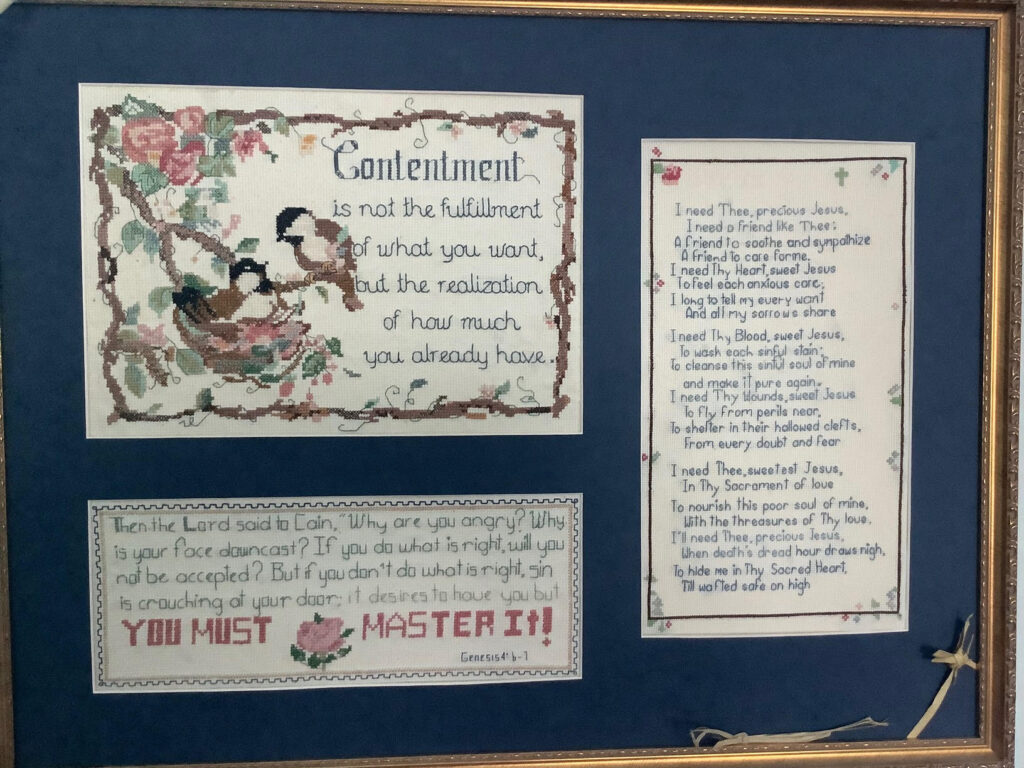 Contentment
is not the fulfillment
of what you want,
but the realization
of how much
you already have.
Then the Lord said to Cain, "Why are you angry? Why
is your face downcast? If you do what is right, will you
not be accepted? But if you don't do what is right, sin
is crouching at your door; it desires to have you but
YOU MUST MASTER It!
Genesis 4: 6-7
I need Thee, precious Jesus,
I need a friend like Thee;
A friend to soothe and sympathize
A friend to care for me.
I need Thy Heart, sweet Jesus
To feel each anxious care;
I long to tell my every want
And all my sorrows share
I need Thy Blood, sweet Jesus,
To wash each sinful stain;
To cleanse this sinful soul of mine
and make it pure again.
I need Thy Wounds, sweet Jesus
To fly from perils near,
To shelter in their hallowed clefts,
From every doubt and fear
I need Thee, sweetest Jesus,
In Thy Sacrament of love
To nourish this poor soul of mine,
With the threasures of Thy love.
I'll need Thee, precious Jesus,
When death's dread hour draws nigh,
To hide me in Thy Sacred Heart,
Till wafted safe on high